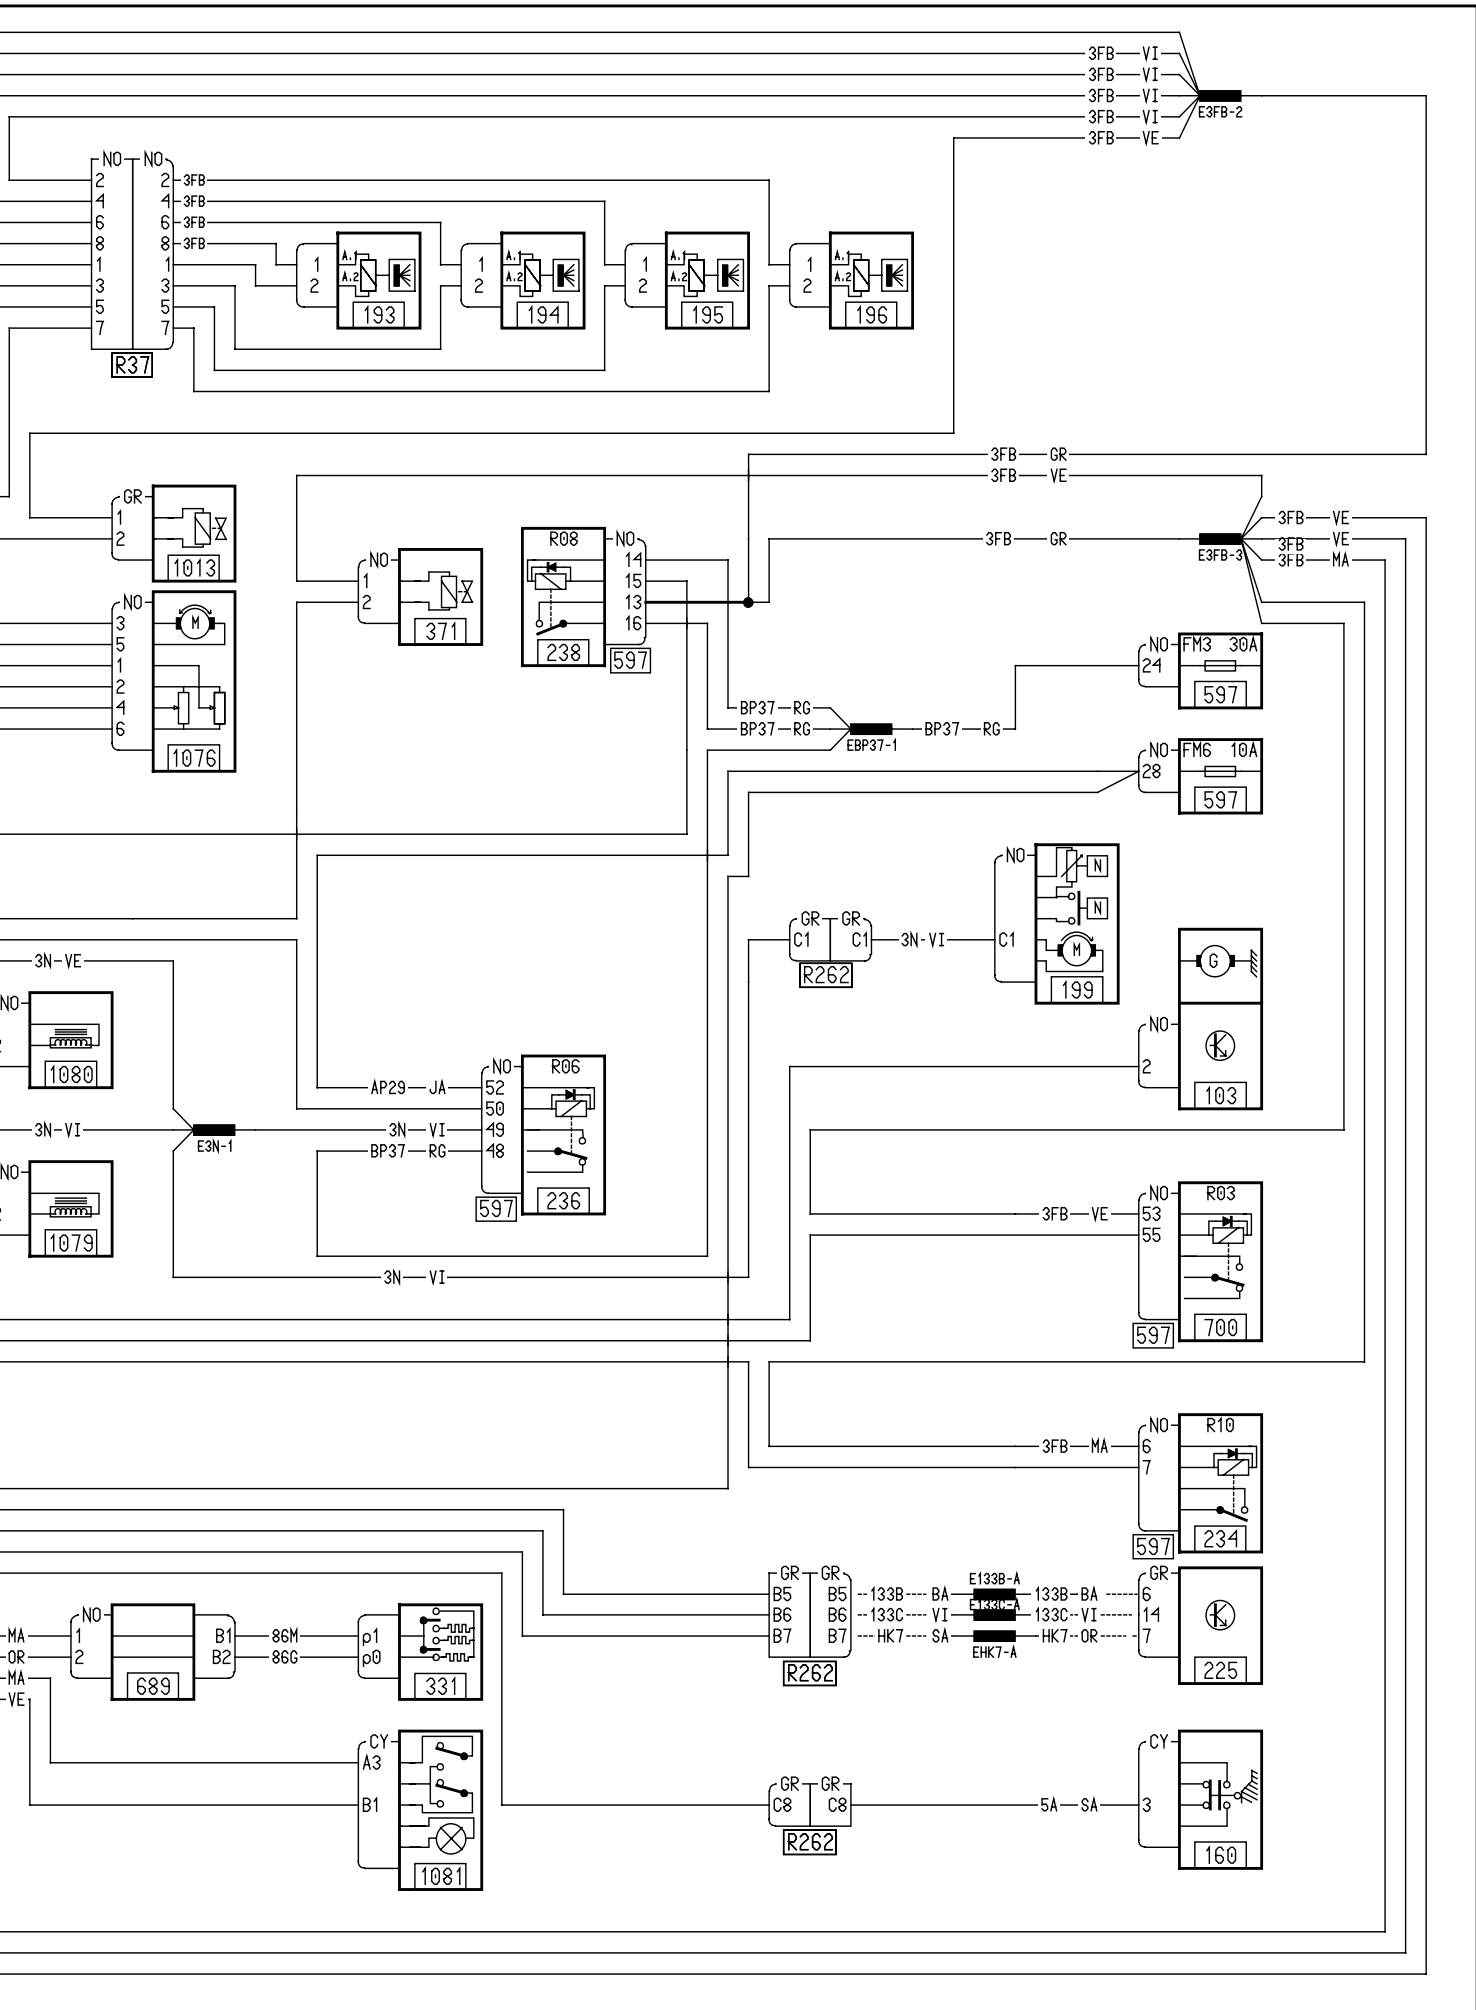 3FB VI
3FB VI
3FB VI
E3FB-2
3FB VI
3FB VE
NO NO
2 2 3FB
4 4 3FB
6 6 3FB
8 8 3FB
1 1
3 3
5 5
7 7
R37
1
2
A.1
A.2
193
1
2
A.1
A.2
194
1
2
A.1
A.2
195
1
2
A.1
A.2
196
3FB GR
3FB VE
GR
1
2
1013
3FB VE
3FB GR
3FB VE
3FB MA
E3FB-3
NO
1
2
371
R08
NO
14
15
13
16
238
597
NO
3
5
1
2
4
6
M
1076
NO FM3 30A
24
597
BP37 RG
BP37 RG
EBP37-1
BP37 RG
NO FM6 10A
28
597
NO
N
N
C1
M
199
GR GR
C1 C1
R262
3N-VI
3N-VE
G
NO
2
103
NO
1080
3N-VI
E3N-1
NO
1079
AP29 JA
3N VI
BP37 RG
NO
52
50
49
48
R06
236
597
3N VI
3FB VE
NO
53
55
R03
700
597
3FB MA
NO
6
7
R10
234
597
GR GR
B5 B5
B6 B6
B7 B7
R262
133B BA
133C VI
HK7 SA
E133B-A
E133C-A
EHK7-A
133B BA
133C VI
HK7 OR
GR
6
14
7
225
MA
OR
MA
VE
NO
1
2
B1
B2
689
86M
86G
p1
p0
331
CY
A3
B1
1081
GR GR
C8 C8
R262
5A SA
CY
3
160